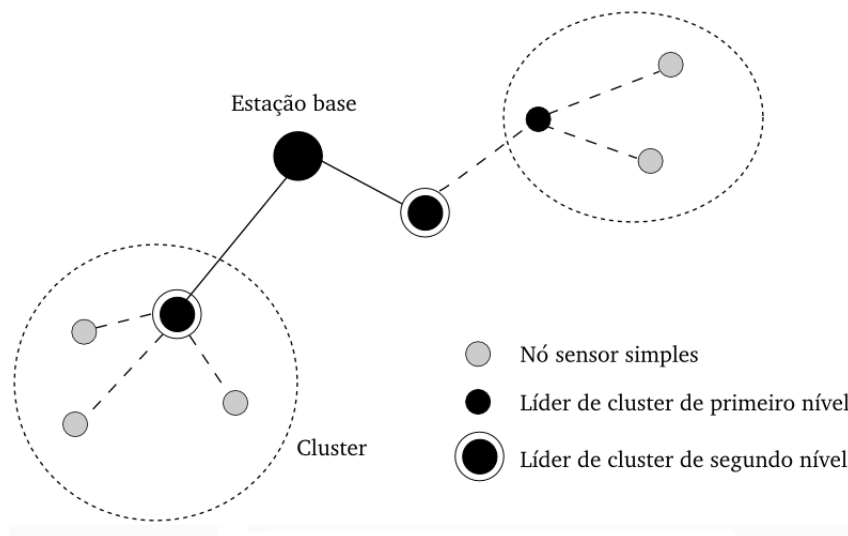 Estação base
Nó sensor simples
Líder de cluster de primeiro nível
Cluster
Líder de cluster de segundo nível